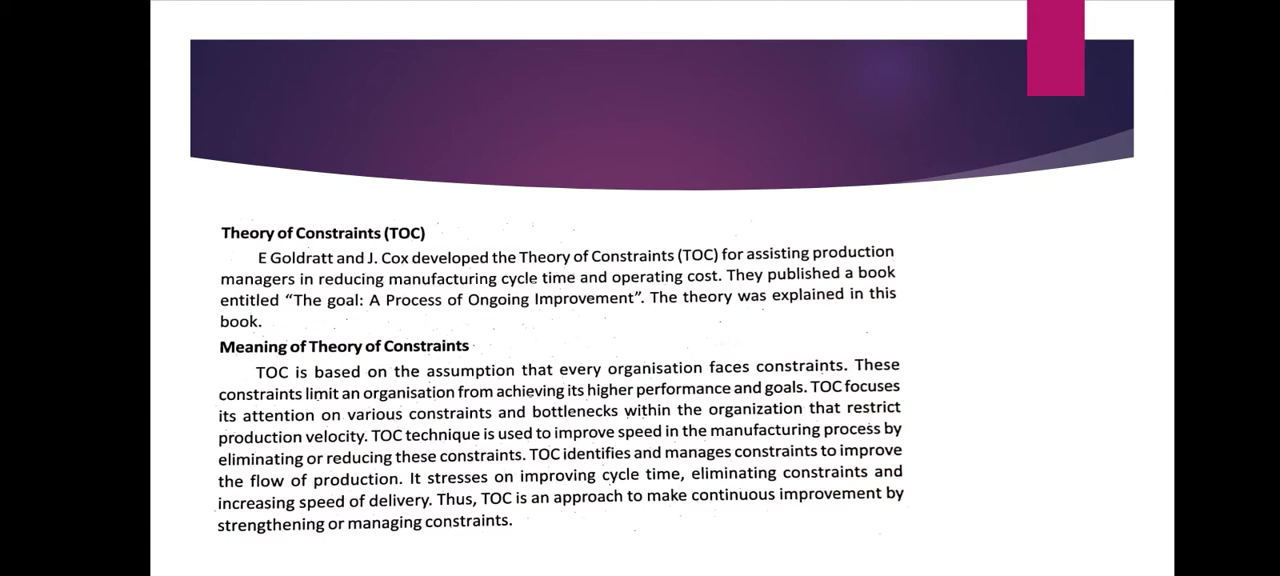 Theory of Constraints (TOC)
E Goldratt and J. Cox developed the Theory of Constraints (TOC) for assisting production
managers in reducing manufacturing cycle time and operating cost. They published a book
entitled “The goal: A Process of Ongoing Improvement”. The theory was explained in this
book.
Meaning of Theory of Constraints
TOC is based on the assumption that every organisation faces constraints. These
constraints limit an organisation from achieving its higher performance and goals. TOC focuses
its attention on various constraints and bottlenecks within the organization that restrict
production velocity. TOC technique is used to improve speed in the manufacturing process by
eliminating or reducing these constraints. TOC identifies and manages constraints to improve
the flow of production. It stresses on improving cycle time, eliminating constraints and
increasing speed of delivery. Thus, TOC is an approach to make continuous improvement by
strengthening or managing constraints.